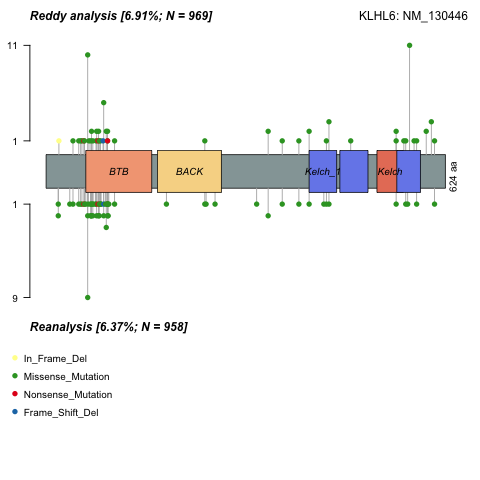 Reddy analysis [6.91%; N = 969]
KLHL6: NM_130446
11
1
BTB
BACK
Kelch_1
Kelch
624 aa
1
9
Reanalysis [6.37%; N = 958]
In_Frame_Del
Missense_Mutation
Nonsense_Mutation
Frame_Shift_Del